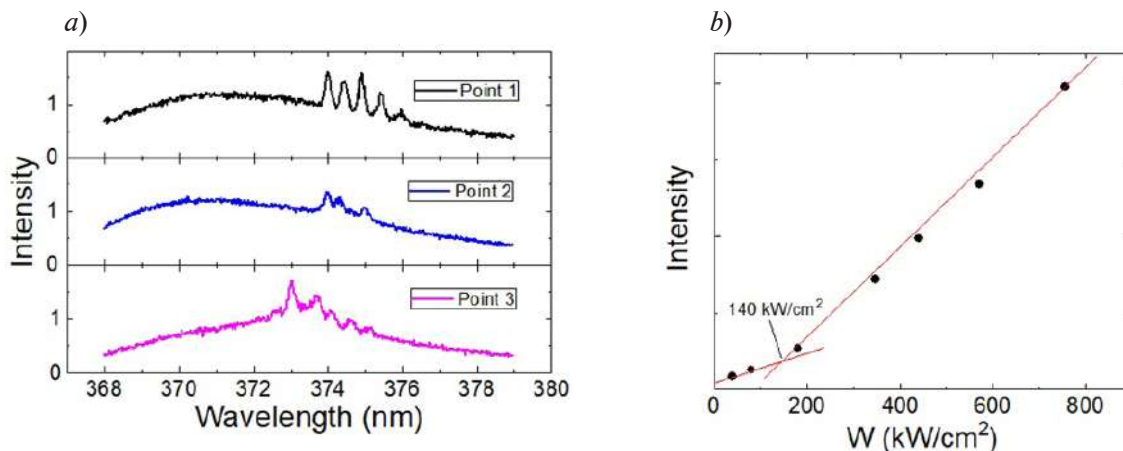 a)
Point 1
1
0
Point 2
1
0
Point 3
1
0
368 370 372 374 376 378 380
Wavelength (nm)
Intensity
b)
Intensity
140 kW/cm²
0 200 400 600 800
W (kW/cm²)